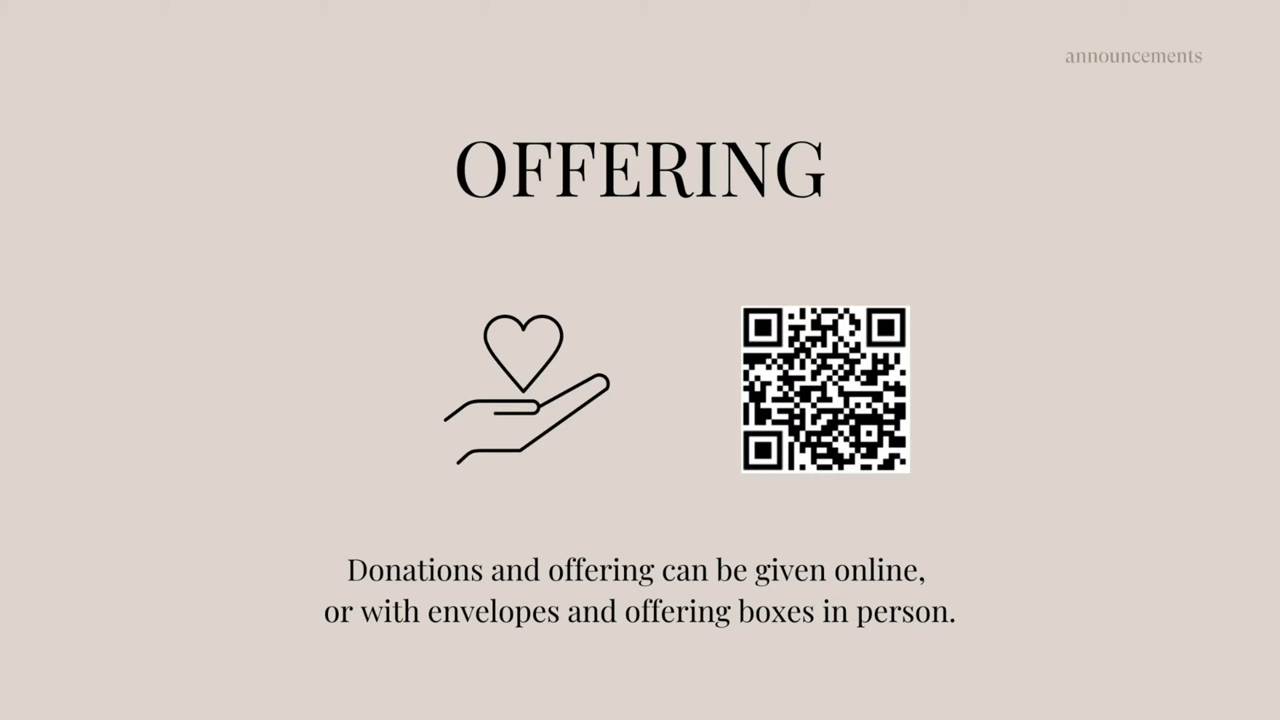 announcements
OFFERING
Donations and offering can be given online,
or with envelopes and offering boxes in person.